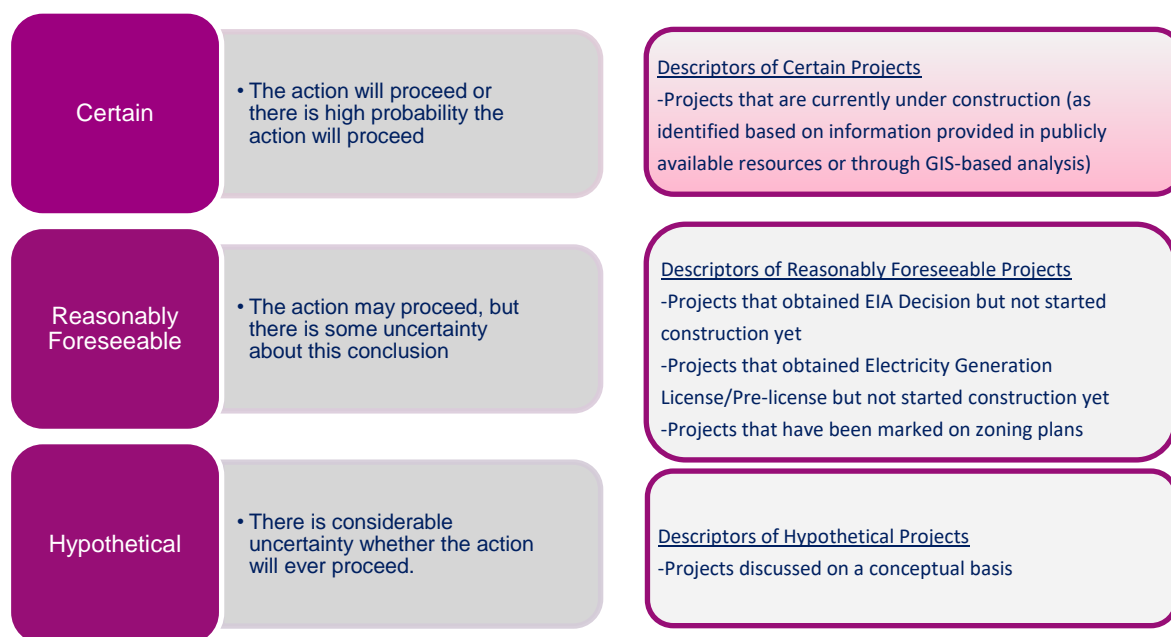 Certain
• The action will proceed or
there is high probability the
action will proceed
Descriptors of Certain Projects
-Projects that are currently under construction (as
identified based on information provided in publicly
available resources or through GIS-based analysis)
Reasonably
Foreseeable
• The action may proceed, but
there is some uncertainty
about this conclusion
Descriptors of Reasonably Foreseeable Projects
-Projects that obtained EIA Decision but not started
construction yet
-Projects that obtained Electricity Generation
License/Pre-license but not started construction yet
-Projects that have been marked on zoning plans
Hypothetical
• There is considerable
uncertainty whether the action
will ever proceed.
Descriptors of Hypothetical Projects
-Projects discussed on a conceptual basis